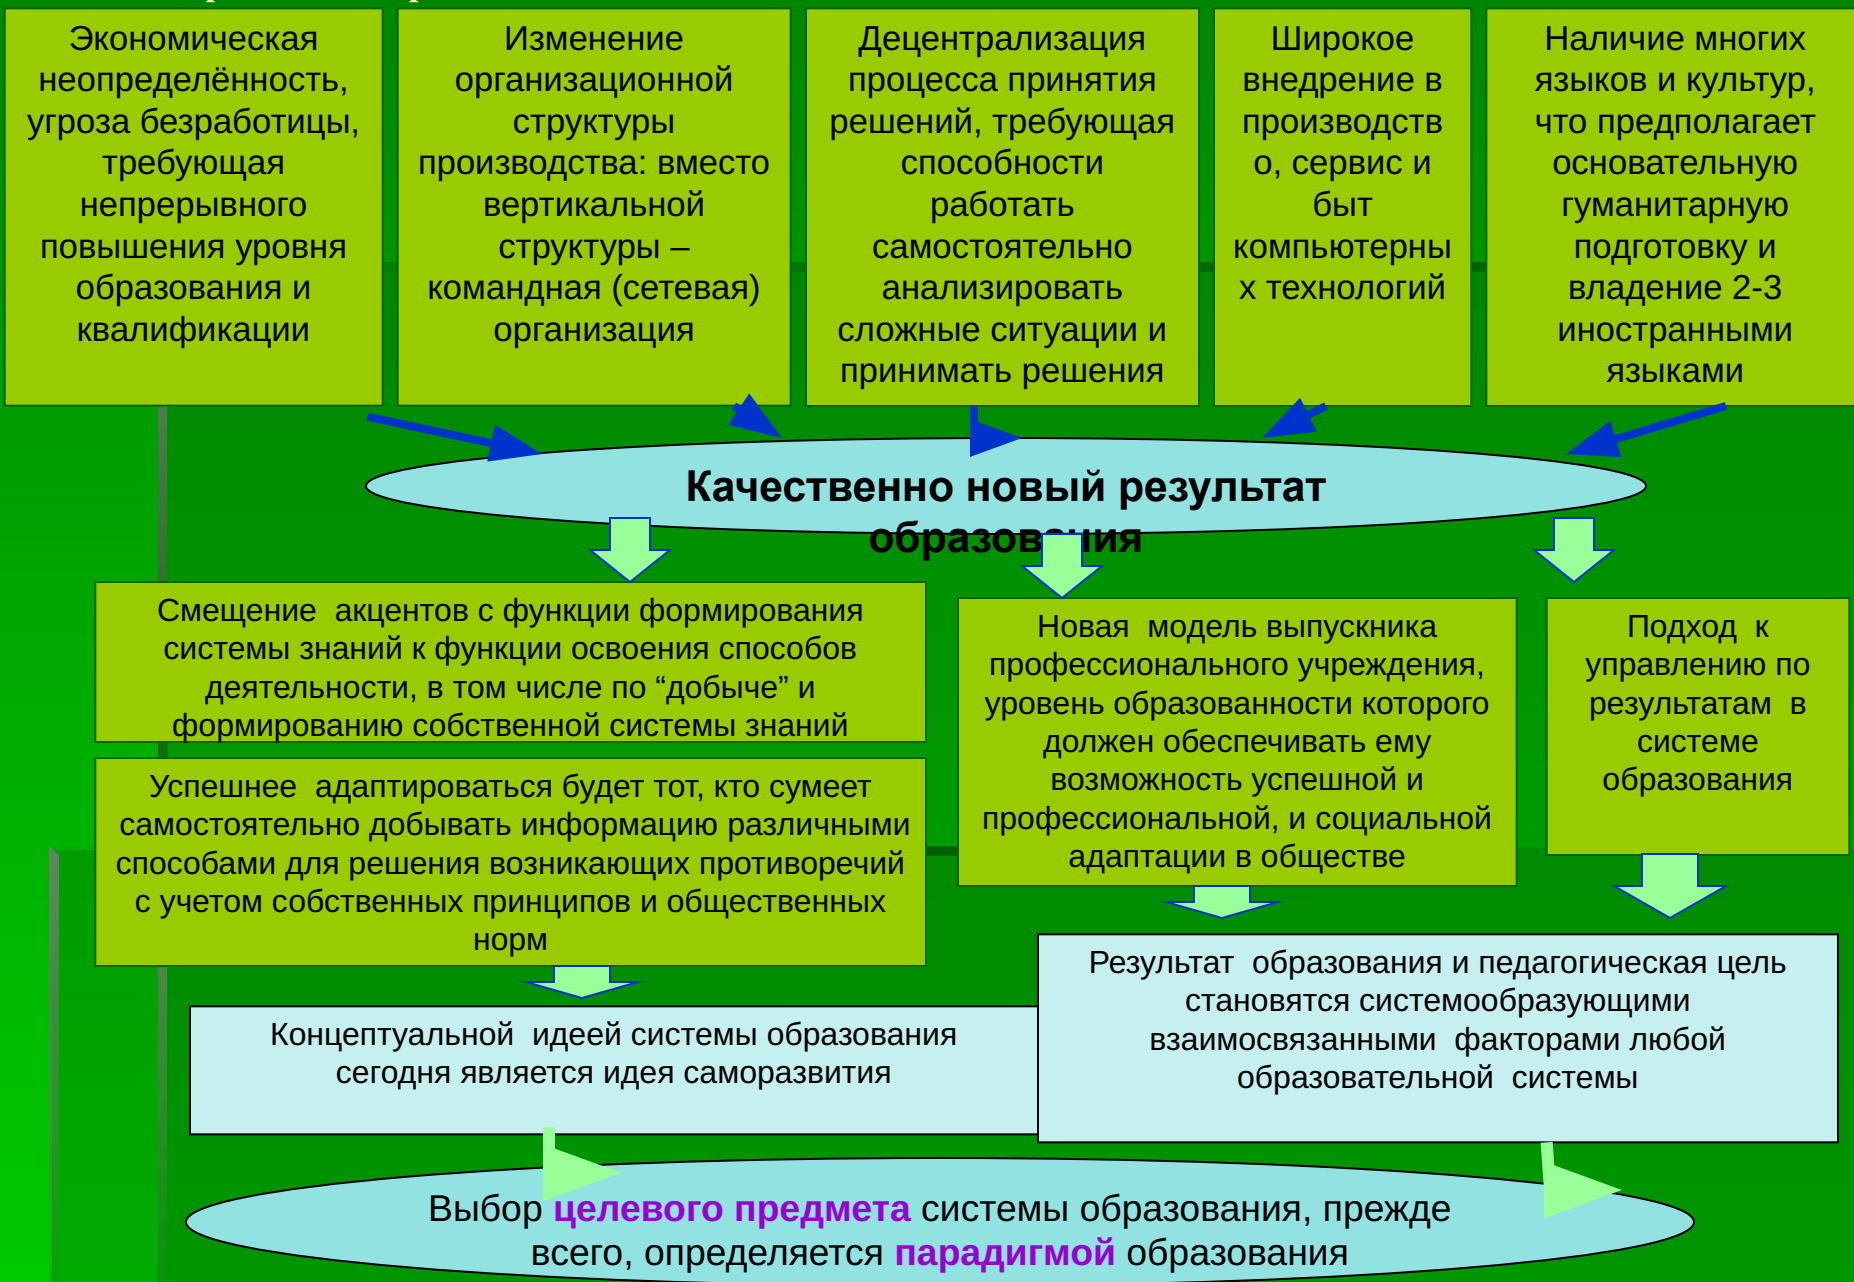 Экономическая
неопределённость,
угроза безработицы,
требующая
непрерывного
повышения уровня
образования и
квалификации
Изменение
организационной
структуры
производства: вместо
вертикальной
структуры –
командная (сетевая)
организация
Децентрализация
процесса принятия
решений, требующая
способности
работать
самостоятельно
анализировать
сложные ситуации и
принимать решения
Широкое
внедрение в
производств
о, сервис и
быт
компьютерны
х технологий
Наличие многих
языков и культур,
что предполагает
основательную
гуманитарную
подготовку и
владение 2-3
иностранными
языками
Качественно новый результат
образования
Смещение акцентов с функции формирования
системы знаний к функции освоения способов
деятельности, в том числе по “добыче” и
формированию собственной системы знаний
Успешнее адаптироваться будет тот, кто сумеет
самостоятельно добывать информацию различными
способами для решения возникающих противоречий
с учетом собственных принципов и общественных
норм
Новая модель выпускника
профессионального учреждения,
уровень образованности которого
должен обеспечивать ему
возможность успешной и
профессиональной, и социальной
адаптации в обществе
Подход к
управлению по
результатам в
системе
образования
Концептуальной идеей системы образования
сегодня является идея саморазвития
Результат образования и педагогическая цель
становятся системообразующими
взаимосвязанными факторами любой
образовательной системы
Выбор целевого предмета системы образования, прежде
всего, определяется парадигмой образования